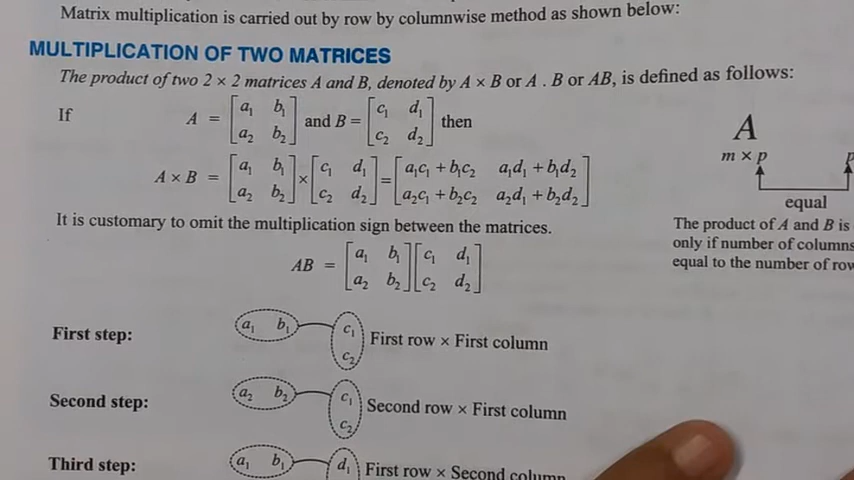 Matrix multiplication is carried out by row by columnwise method as shown below:
MULTIPLICATION OF TWO MATRICES
The product of two 2 × 2 matrices A and B, denoted by A × B or A . B or AB, is defined as follows:
If A = [a₁ b₁; a₂ b₂] and B = [c₁ d₁; c₂ d₂] then
A × B = [a₁ b₁; a₂ b₂] × [c₁ d₁; c₂ d₂] = [a₁c₁ + b₁c₂ a₁d₁ + b₁d₂; a₂c₁ + b₂c₂ a₂d₁ + b₂d₂]
It is customary to omit the multiplication sign between the matrices.
AB = [a₁ b₁; a₂ b₂] [c₁ d₁; c₂ d₂]
First step: a₁ b₁ c₁ c₂ First row × First column
Second step: a₂ b₂ c₁ c₂ Second row × First column
Third step: a₁ b₁ d₁ First row × Second column
A
m × p p
equal
The product of A and B is
only if number of columns
equal to the number of row